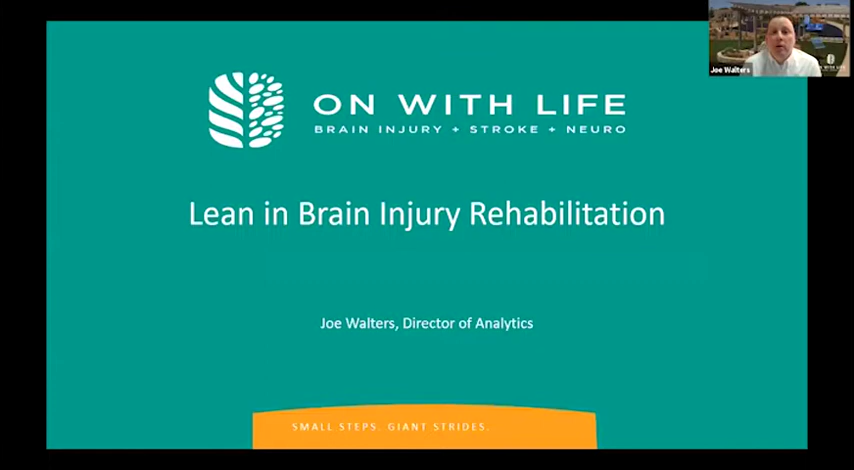 Joe Walters
ON WITH LIFE
BRAIN INJURY + STROKE + NEURO
Lean in Brain Injury Rehabilitation
Joe Walters, Director of Analytics
SMALL STEPS. GIANT STRIDES.